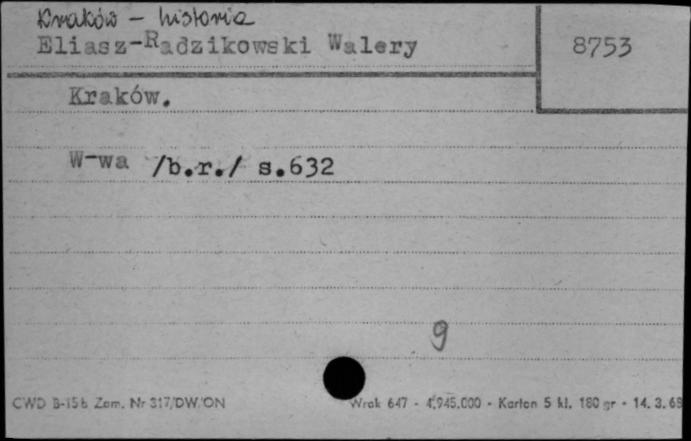 Kraków - historia
Eliasz-Radzikowski Walery
8753
Kraków.
W-wa /b.r./ s.632
9
CWD B-15b Zam. Nr 317/DW/ON
Wrak 647 - 4.945.000 - Karton 5 kl. 180 gr - 14. 3. 68